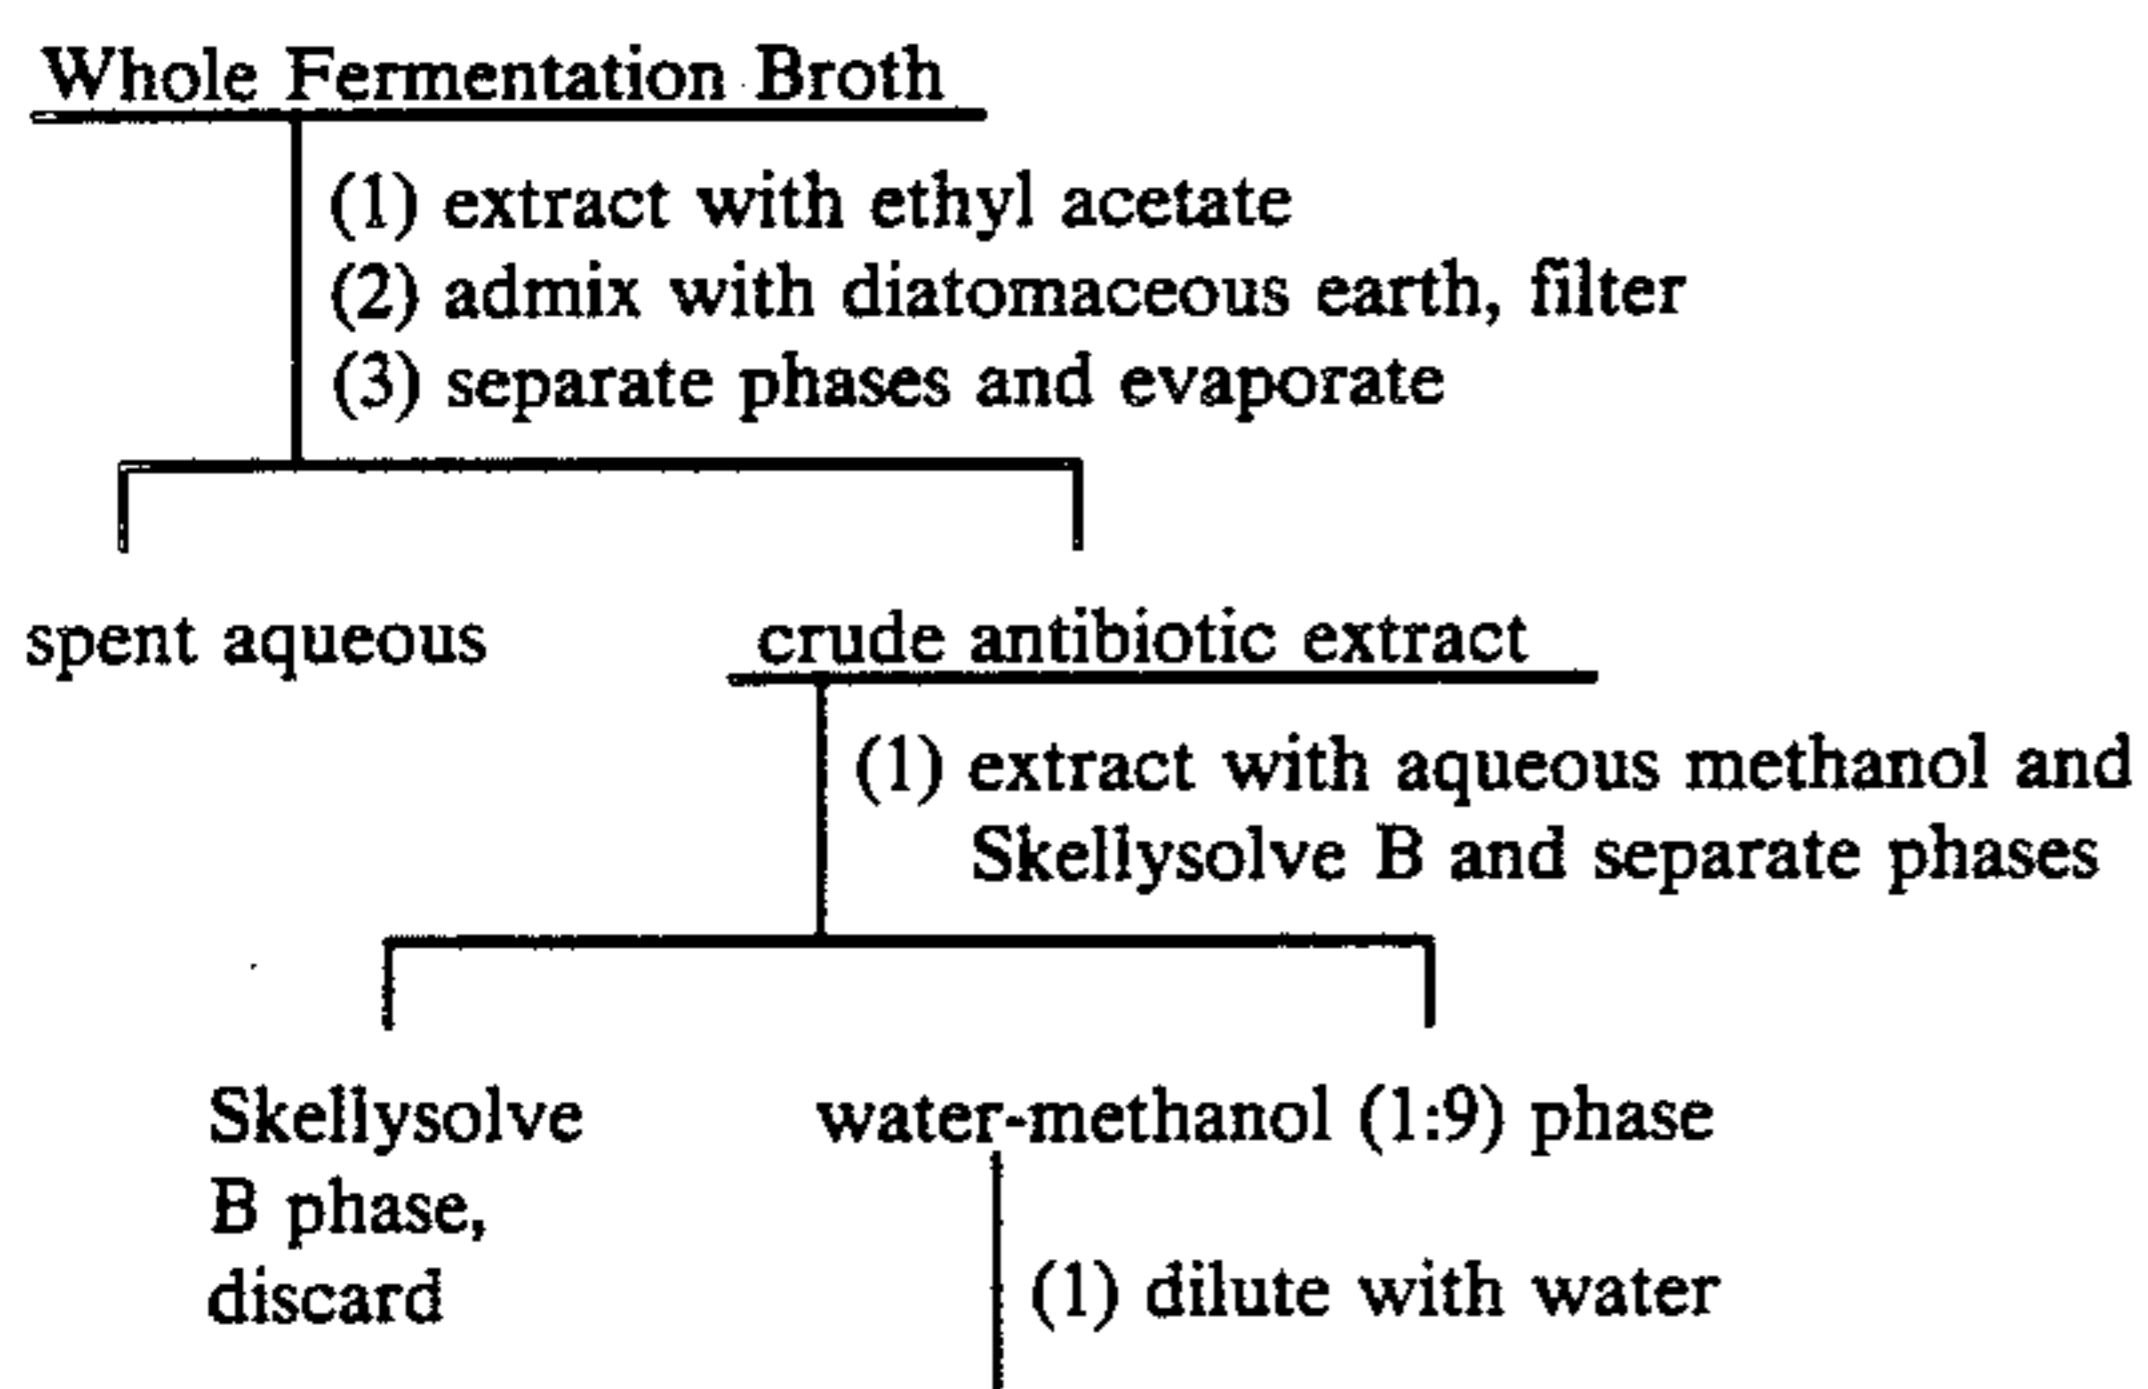 Whole Fermentation Broth
(1) extract with ethyl acetate
(2) admix with diatomaceous earth, filter
(3) separate phases and evaporate
spent aqueous
crude antibiotic extract
(1) extract with aqueous methanol and
Skellysolve B and separate phases
Skellysolve
B phase,
discard
water-methanol (1:9) phase
(1) dilute with water